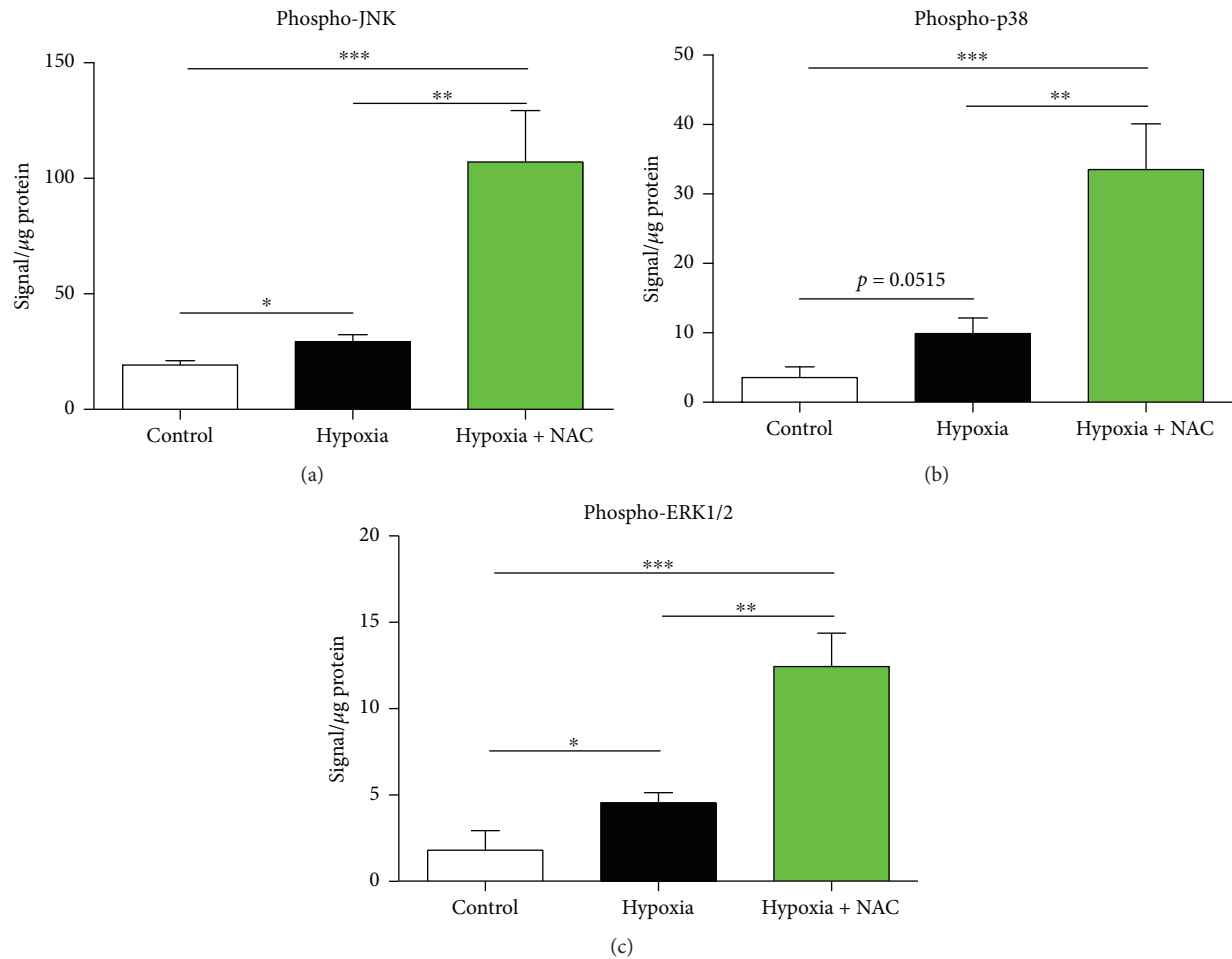 Phospho-JNK
Signal/μg protein
150
100
50
0
***
**
*
Control
Hypoxia
Hypoxia + NAC
(a)
Phospho-p38
Signal/μg protein
50
40
30
20
10
0
***
**
p = 0.0515
Control
Hypoxia
Hypoxia + NAC
(b)
Phospho-ERK1/2
Signal/μg protein
20
15
10
5
0
***
**
*
Control
Hypoxia
Hypoxia + NAC
(c)